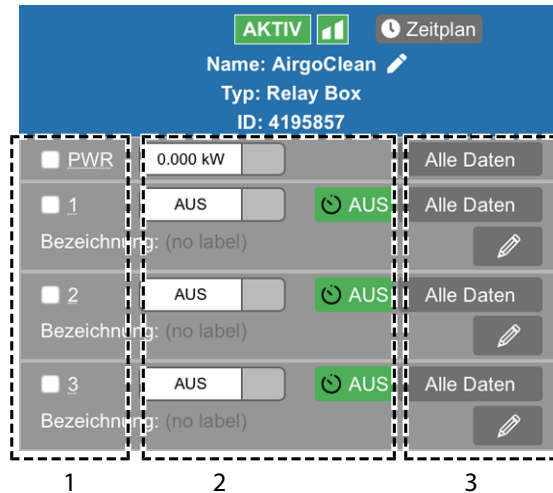 AKTIV Zeitplan
Name: AirgoClean
Typ: Relay Box
ID: 4195857
PWR 0.000 kW Alle Daten
1 AUS AUS Alle Daten
Bezeichnung: (no label)
2 AUS AUS Alle Daten
Bezeichnung: (no label)
3 AUS AUS Alle Daten
Bezeichnung: (no label)
1 2 3